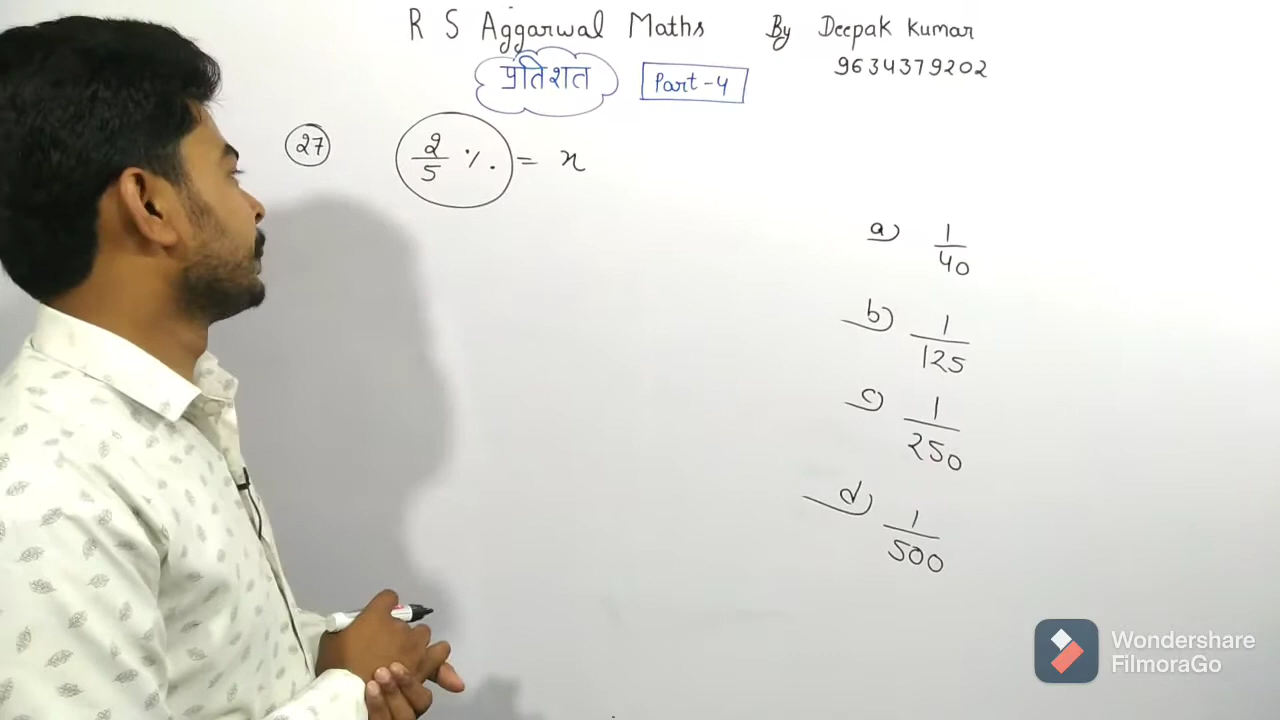 R S Aggarwal Maths By Deepak Kumar
9634379202
प्रतिशत Part-4
27 2/5 % = x
a) 1/40
b) 1/125
c) 1/250
d) 1/500
Wondershare
FilmoraGo